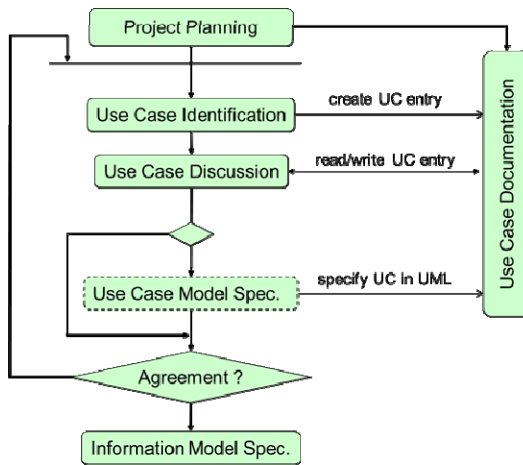 Project Planning
Use Case Identification
create UC entry
Use Case Discussion
read/write UC entry
Use Case Model Spec.
specify UC in UML
Agreement ?
Information Model Spec.
Use Case Documentation